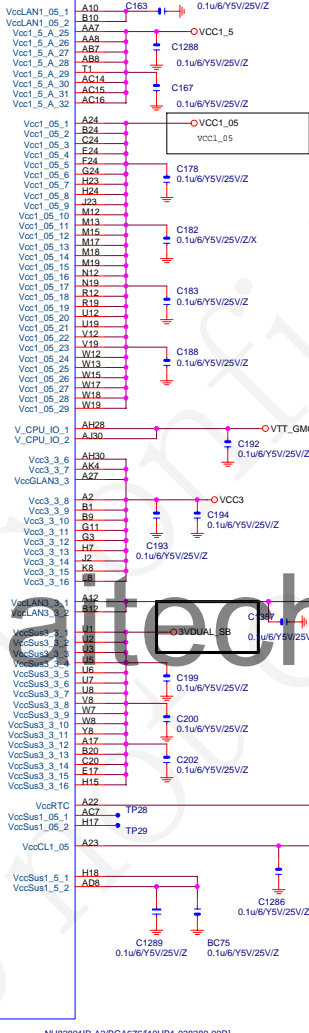 VccLAN1_05_1 A10 C163 0.1u/6/Y5V/25V/Z
VccLAN1_05_2 B10
Vcc1_5_A_25 AA7 VCC1_5
Vcc1_5_A_26 AA8 C1288
Vcc1_5_A_27 AB7
Vcc1_5_A_28 AB8 0.1u/6/Y5V/25V/Z
Vcc1_5_A_29 T1
Vcc1_5_A_30 AC14 C167
Vcc1_5_A_31 AC15
Vcc1_5_A_32 AC16 0.1u/6/Y5V/25V/Z
Vcc1_05_1 A24 VCC1_05
Vcc1_05_2 B24 VCC1_05
Vcc1_05_3 C24
Vcc1_05_4 E24
Vcc1_05_5 F24 C178
Vcc1_05_6 G24 0.1u/6/Y5V/25V/Z
Vcc1_05_7 H23
Vcc1_05_8 H24
Vcc1_05_9 J23
Vcc1_05_10 M12
Vcc1_05_11 M13 C182
Vcc1_05_12 M15 0.1u/6/Y5V/25V/Z/X
Vcc1_05_13 M17
Vcc1_05_14 M18
Vcc1_05_15 M19
Vcc1_05_16 N12
Vcc1_05_17 N19 C183
Vcc1_05_18 R12 0.1u/6/Y5V/25V/Z
Vcc1_05_19 R19
Vcc1_05_20 U12
Vcc1_05_21 U19
Vcc1_05_22 V12
Vcc1_05_23 V19 C188
Vcc1_05_24 W12 0.1u/6/Y5V/25V/Z
Vcc1_05_25 W13
Vcc1_05_26 W15
Vcc1_05_27 W17
Vcc1_05_28 W18
Vcc1_05_29 W19
V_CPU_IO_1 AH28 VTT_GMC
V_CPU_IO_2 AJ30 C192
0.1u/6/Y5V/25V/Z
Vcc3_3_6 AH30
Vcc3_3_7 AK4
VccGLAN3_3 A27
Vcc3_3_8 A2 VCC3
Vcc3_3_9 B1
Vcc3_3_10 B9 C194
Vcc3_3_11 G11 0.1u/6/Y5V/25V/Z
Vcc3_3_12 G3
Vcc3_3_13 H7 C193
Vcc3_3_14 J2 0.1u/6/Y5V/25V/Z
Vcc3_3_15 K8
Vcc3_3_16 L8
VccLAN3_3_1 A12
VccLAN3_3_2 B12 C1357
VccSus3_3_1 U1 3VDUAL_SB 0.1u/6/Y5V/25V/Z
VccSus3_3_2 U2
VccSus3_3_3 U3
VccSus3_3_4 U5
VccSus3_3_5 U6 C199
VccSus3_3_6 U7 0.1u/6/Y5V/25V/Z
VccSus3_3_7 U8
VccSus3_3_8 V8
VccSus3_3_9 W7 C200
VccSus3_3_10 W8 0.1u/6/Y5V/25V/Z
VccSus3_3_11 Y8
VccSus3_3_12 A17
VccSus3_3_13 B20 C202
VccSus3_3_14 C20 0.1u/6/Y5V/25V/Z
VccSus3_3_15 E17
VccSus3_3_16 H15
VccRTC A22
VccSus1_05_1 AC7 TP28
VccSus1_05_2 H17 TP29
VccCL1_05 A23
VccSus1_5_1 H18
VccSus1_5_2 AD8 C1286
0.1u/6/Y5V/25V/Z
C1289 BC75
0.1u/6/Y5V/25V/Z 0.1u/6/Y5V/25V/Z